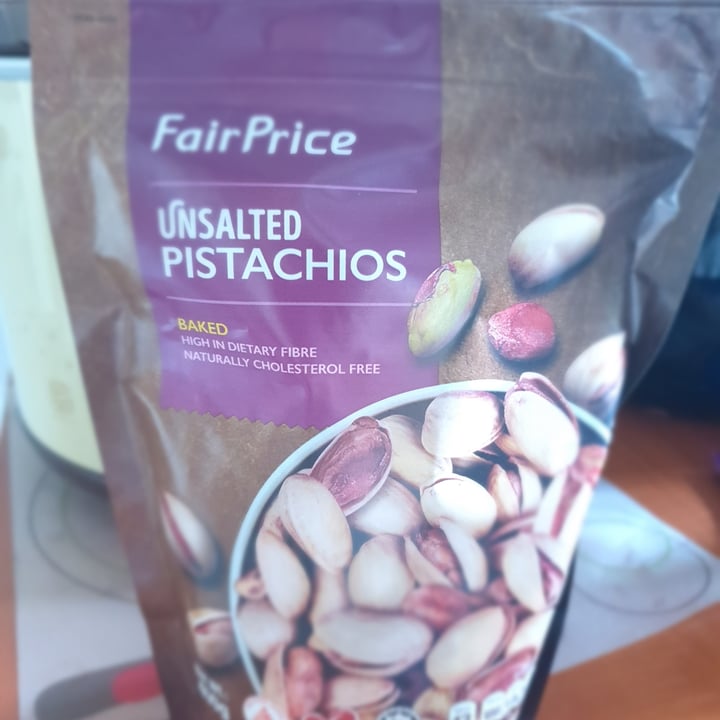 FairPrice
UNSALTED
PISTACHIOS
BAKED
HIGH IN DIETARY FIBRE
NATURALLY CHOLESTEROL FREE